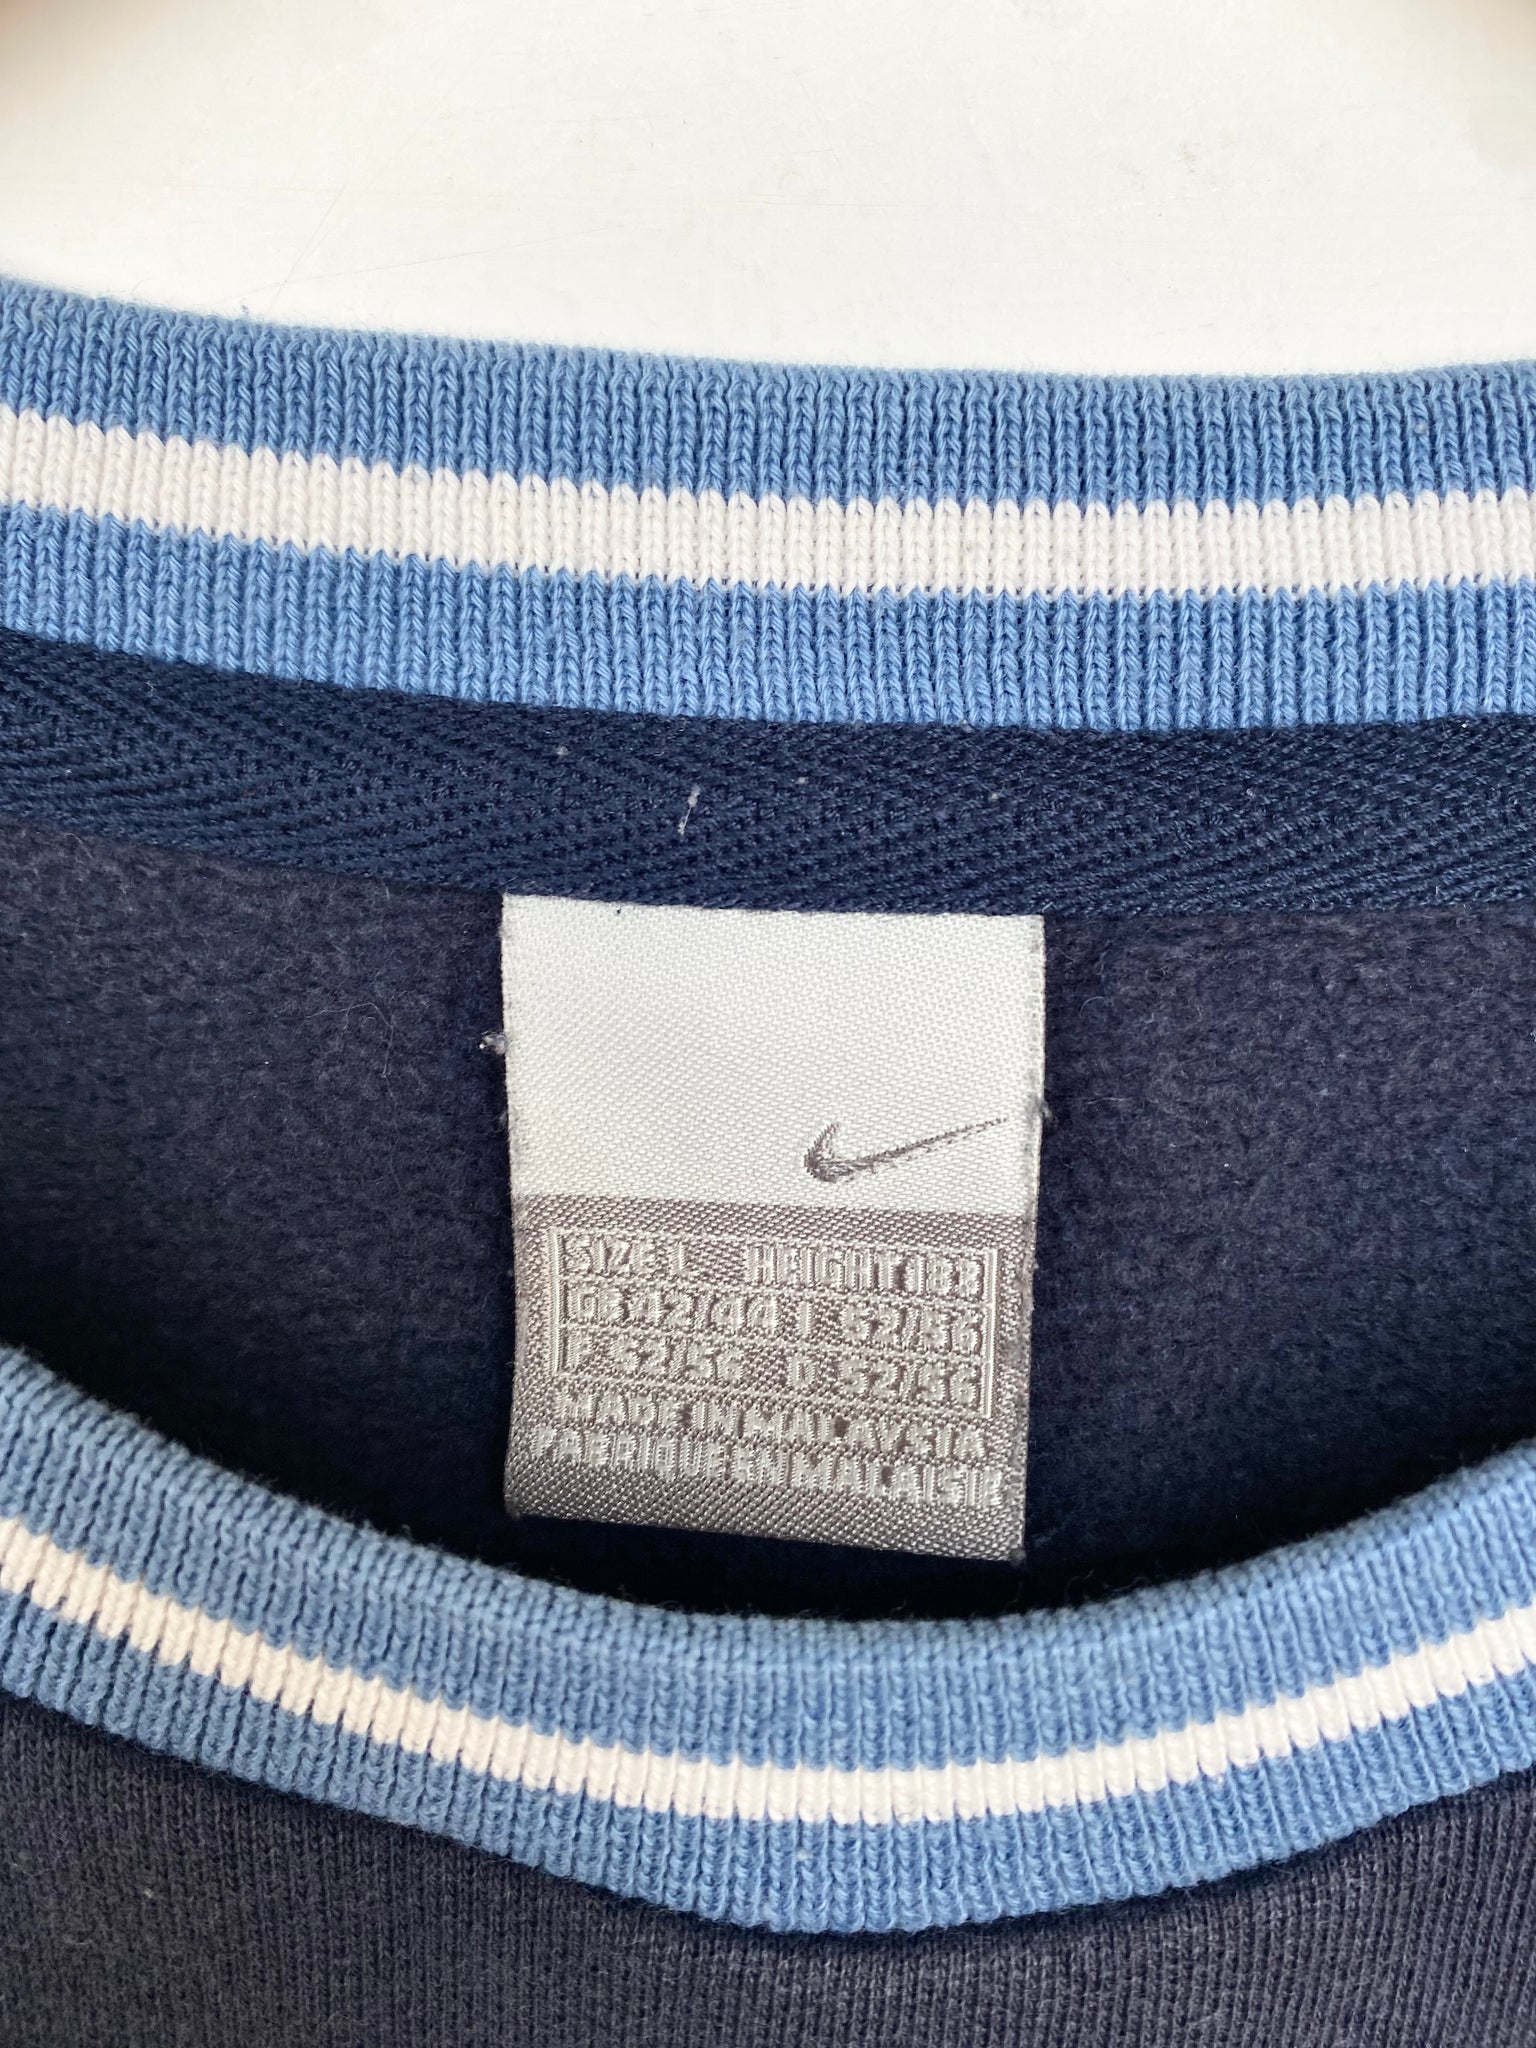 SIZE L HEIGHT 183
GB 42/44 I 52/56
F 52/56 D 52/56
MADE IN MALAYSIA
FABRIQUE EN MALAISIE